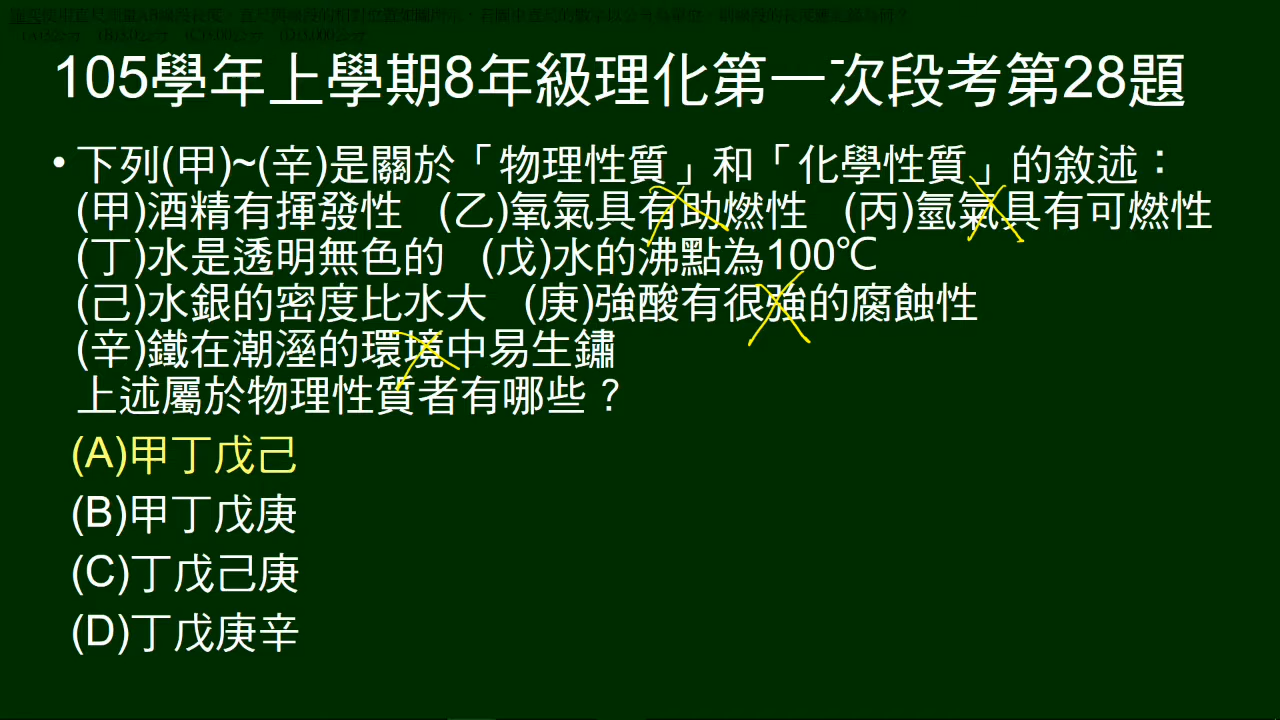 105學年上學期8年級理化第一次段考第28題
• 下列(甲)~(辛)是關於「物理性質」和「化學性質」的敘述：
(甲)酒精有揮發性 (乙)氧氣具有助燃性 (丙)氫氣具有可燃性
(丁)水是透明無色的 (戊)水的沸點為100℃
(己)水銀的密度比水大 (庚)強酸有很強的腐蝕性
(辛)鐵在潮溼的環境中易生鏽
上述屬於物理性質者有哪些？
(A)甲丁戊己
(B)甲丁戊庚
(C)丁戊己庚
(D)丁戊庚辛